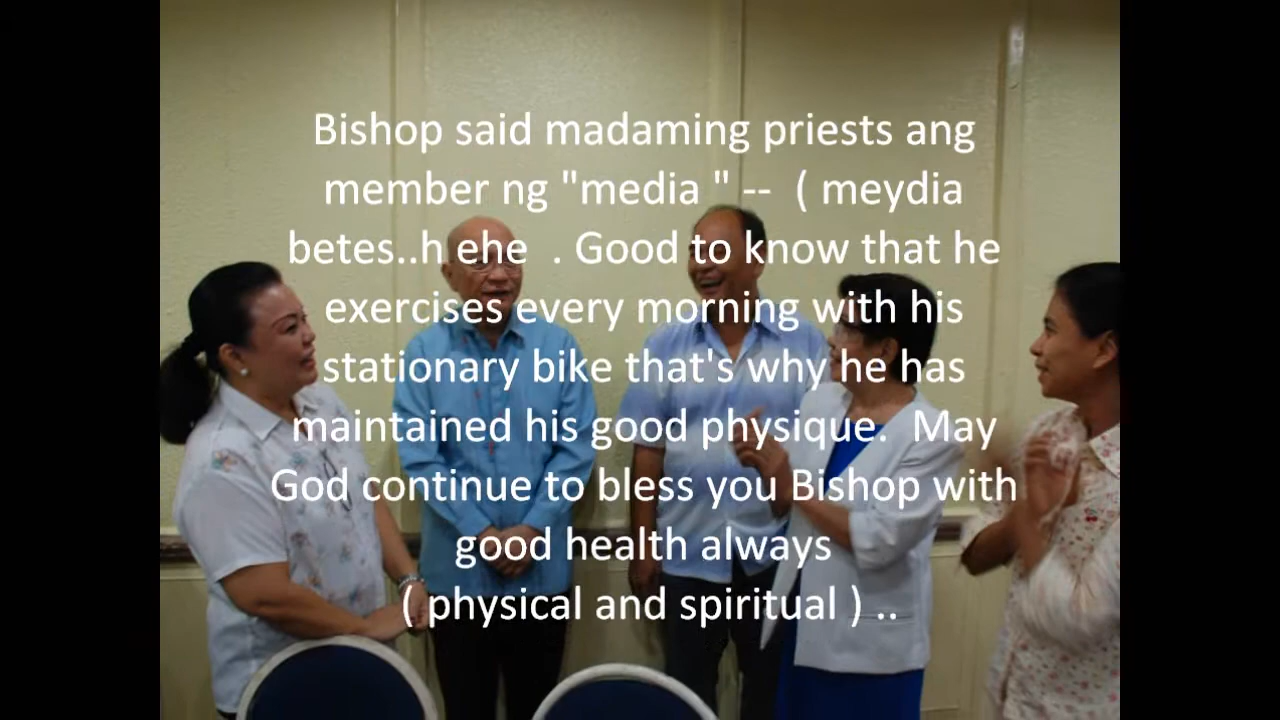 Bishop said madaming priests ang
member ng "media " --  ( meydia
betes..h ehe  . Good to know that he
exercises every morning with his
stationary bike that's why he has
maintained his good physique.  May
God continue to bless you Bishop with
good health always
( physical and spiritual ) ..